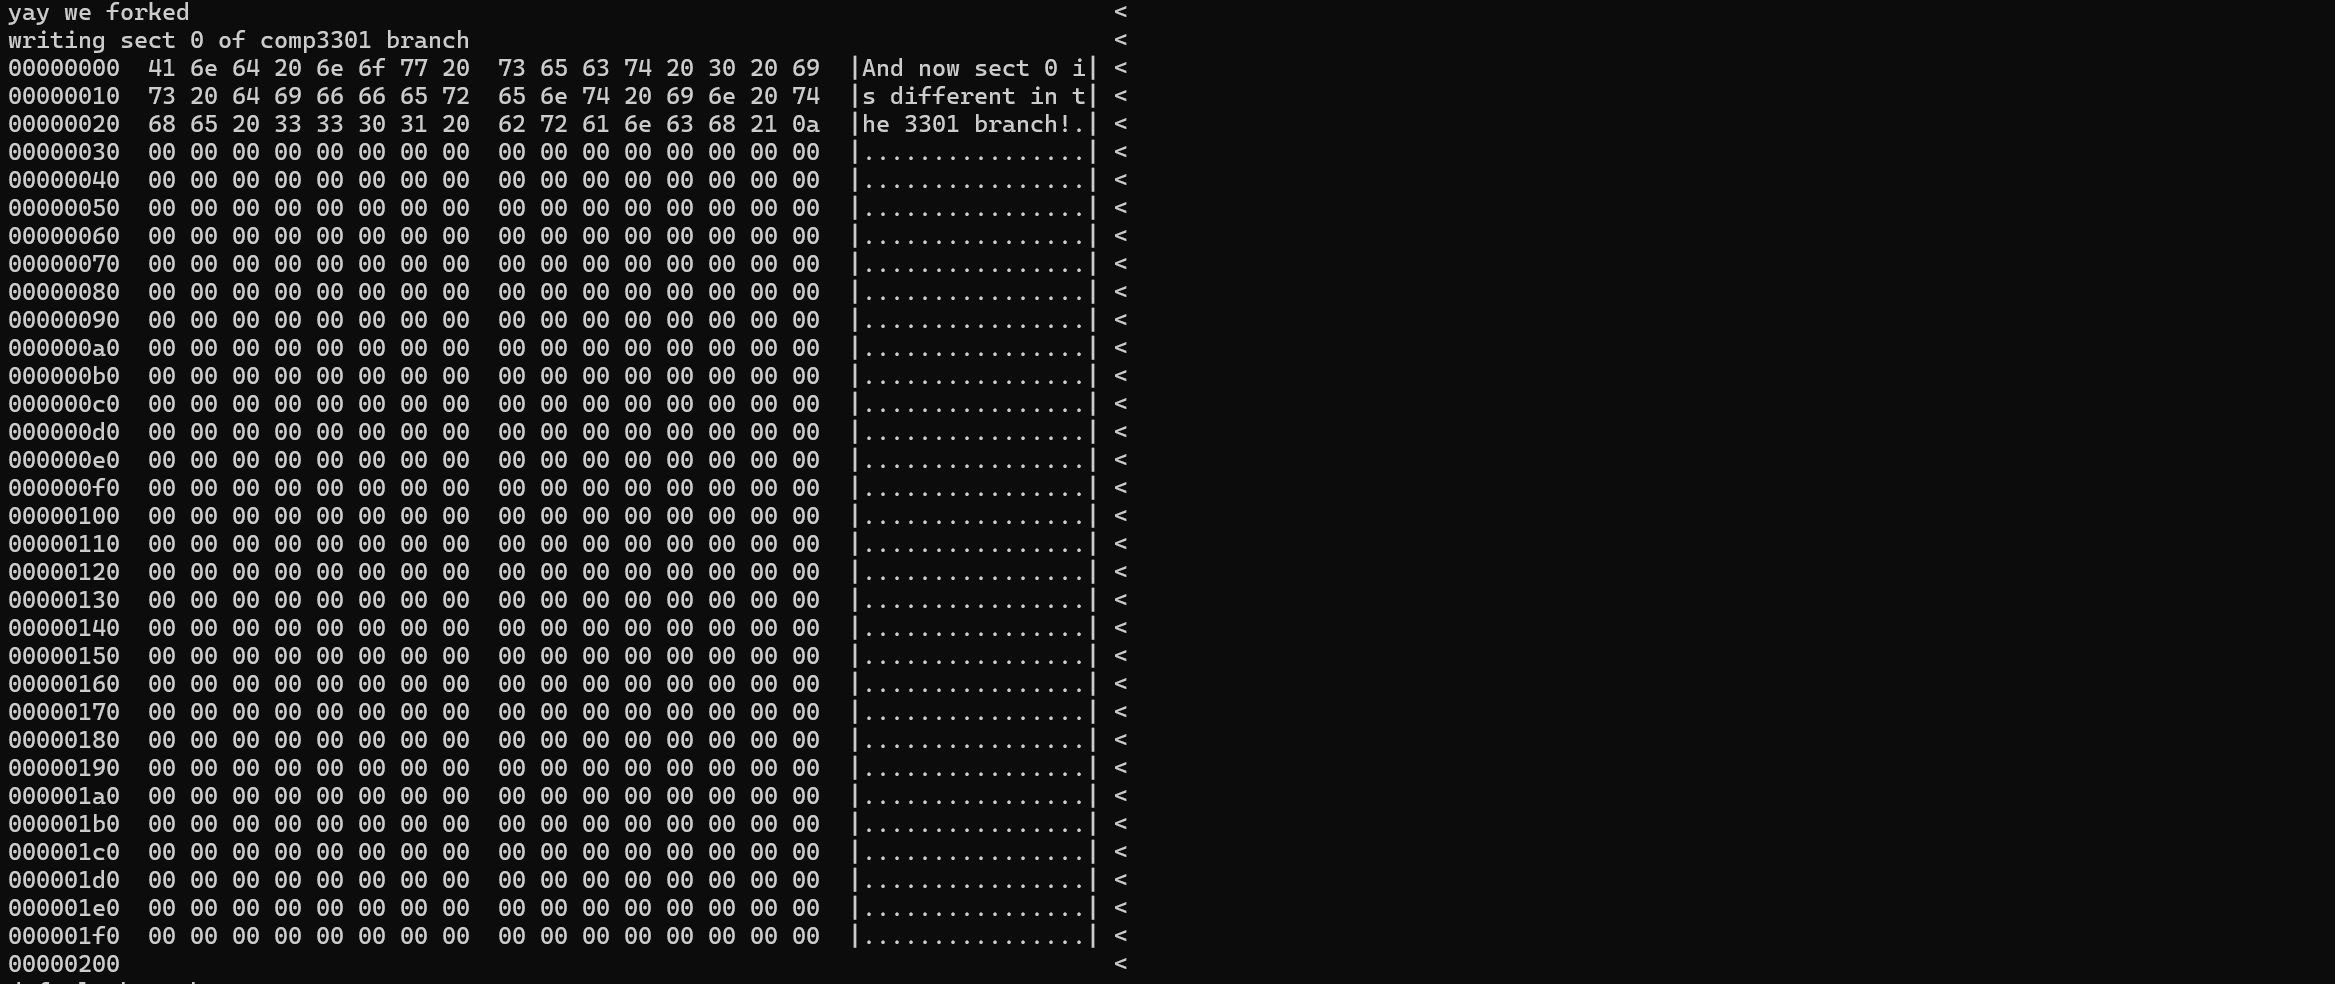 yay we forked <
writing sect 0 of comp3301 branch <
00000000  41 6e 64 20 6e 6f 77 20  73 65 63 74 20 30 20 69  |And now sect 0 i| <
00000010  73 20 64 69 66 66 65 72  65 6e 74 20 69 6e 20 74  |s different in t| <
00000020  68 65 20 33 33 30 31 20  62 72 61 6e 63 68 21 0a  |he 3301 branch!.| <
00000030  00 00 00 00 00 00 00 00  00 00 00 00 00 00 00 00  |................| <
00000040  00 00 00 00 00 00 00 00  00 00 00 00 00 00 00 00  |................| <
00000050  00 00 00 00 00 00 00 00  00 00 00 00 00 00 00 00  |................| <
00000060  00 00 00 00 00 00 00 00  00 00 00 00 00 00 00 00  |................| <
00000070  00 00 00 00 00 00 00 00  00 00 00 00 00 00 00 00  |................| <
00000080  00 00 00 00 00 00 00 00  00 00 00 00 00 00 00 00  |................| <
00000090  00 00 00 00 00 00 00 00  00 00 00 00 00 00 00 00  |................| <
000000a0  00 00 00 00 00 00 00 00  00 00 00 00 00 00 00 00  |................| <
000000b0  00 00 00 00 00 00 00 00  00 00 00 00 00 00 00 00  |................| <
000000c0  00 00 00 00 00 00 00 00  00 00 00 00 00 00 00 00  |................| <
000000d0  00 00 00 00 00 00 00 00  00 00 00 00 00 00 00 00  |................| <
000000e0  00 00 00 00 00 00 00 00  00 00 00 00 00 00 00 00  |................| <
000000f0  00 00 00 00 00 00 00 00  00 00 00 00 00 00 00 00  |................| <
00000100  00 00 00 00 00 00 00 00  00 00 00 00 00 00 00 00  |................| <
00000110  00 00 00 00 00 00 00 00  00 00 00 00 00 00 00 00  |................| <
00000120  00 00 00 00 00 00 00 00  00 00 00 00 00 00 00 00  |................| <
00000130  00 00 00 00 00 00 00 00  00 00 00 00 00 00 00 00  |................| <
00000140  00 00 00 00 00 00 00 00  00 00 00 00 00 00 00 00  |................| <
00000150  00 00 00 00 00 00 00 00  00 00 00 00 00 00 00 00  |................| <
00000160  00 00 00 00 00 00 00 00  00 00 00 00 00 00 00 00  |................| <
00000170  00 00 00 00 00 00 00 00  00 00 00 00 00 00 00 00  |................| <
00000180  00 00 00 00 00 00 00 00  00 00 00 00 00 00 00 00  |................| <
00000190  00 00 00 00 00 00 00 00  00 00 00 00 00 00 00 00  |................| <
000001a0  00 00 00 00 00 00 00 00  00 00 00 00 00 00 00 00  |................| <
000001b0  00 00 00 00 00 00 00 00  00 00 00 00 00 00 00 00  |................| <
000001c0  00 00 00 00 00 00 00 00  00 00 00 00 00 00 00 00  |................| <
000001d0  00 00 00 00 00 00 00 00  00 00 00 00 00 00 00 00  |................| <
000001e0  00 00 00 00 00 00 00 00  00 00 00 00 00 00 00 00  |................| <
000001f0  00 00 00 00 00 00 00 00  00 00 00 00 00 00 00 00  |................| <
00000200 <